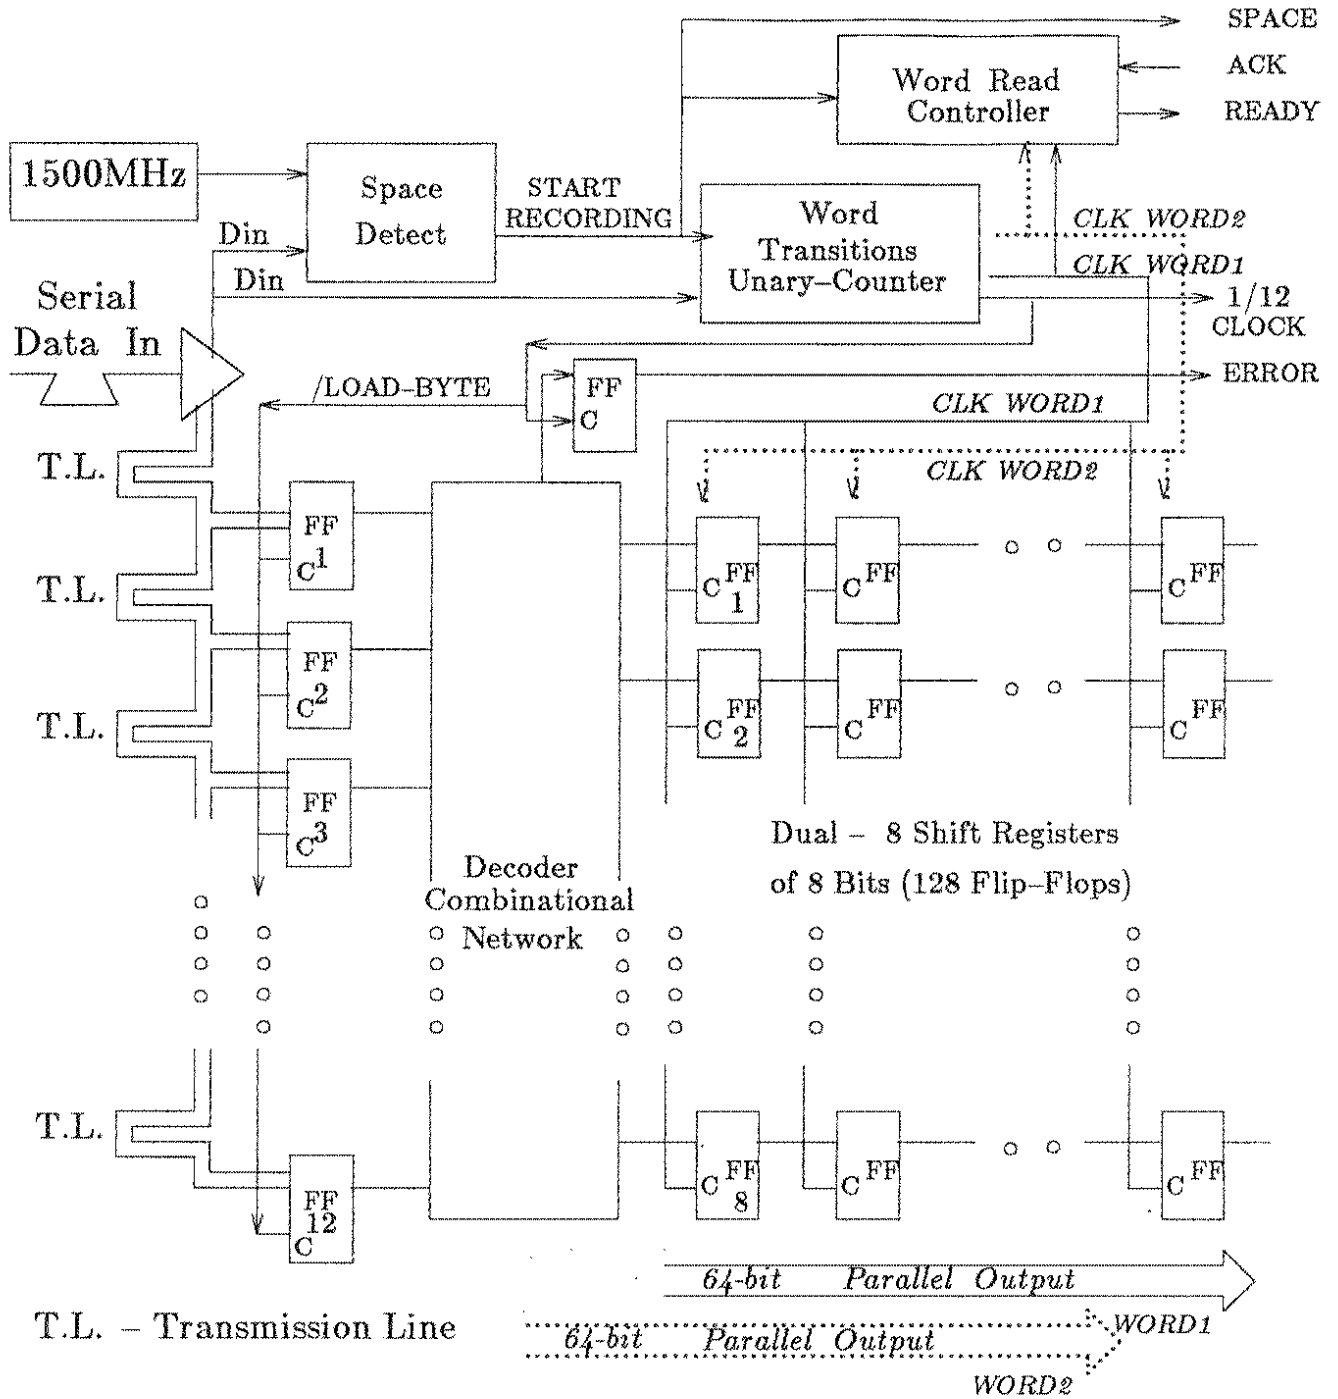 SPACE
Word Read
Controller
ACK
READY
1500MHz
Space
Detect
START
RECORDING
Word
Transitions
Unary–Counter
CLK WORD2
CLK WORD1
1/12
CLOCK
Din
Din
Serial
Data In
/LOAD–BYTE
FF
C
ERROR
CLK WORD1
CLK WORD2
T.L.
FF
C 1
FF
C 1
FF
C
FF
C
T.L.
FF
C 2
FF
C 2
FF
C
FF
C
T.L.
FF
C 3
Dual – 8 Shift Registers
of 8 Bits (128 Flip–Flops)
Decoder
Combinational
Network
T.L.
FF
12
C
FF
C 8
FF
C
FF
C
64-bit Parallel Output
WORD1
T.L. – Transmission Line
64-bit Parallel Output
WORD2